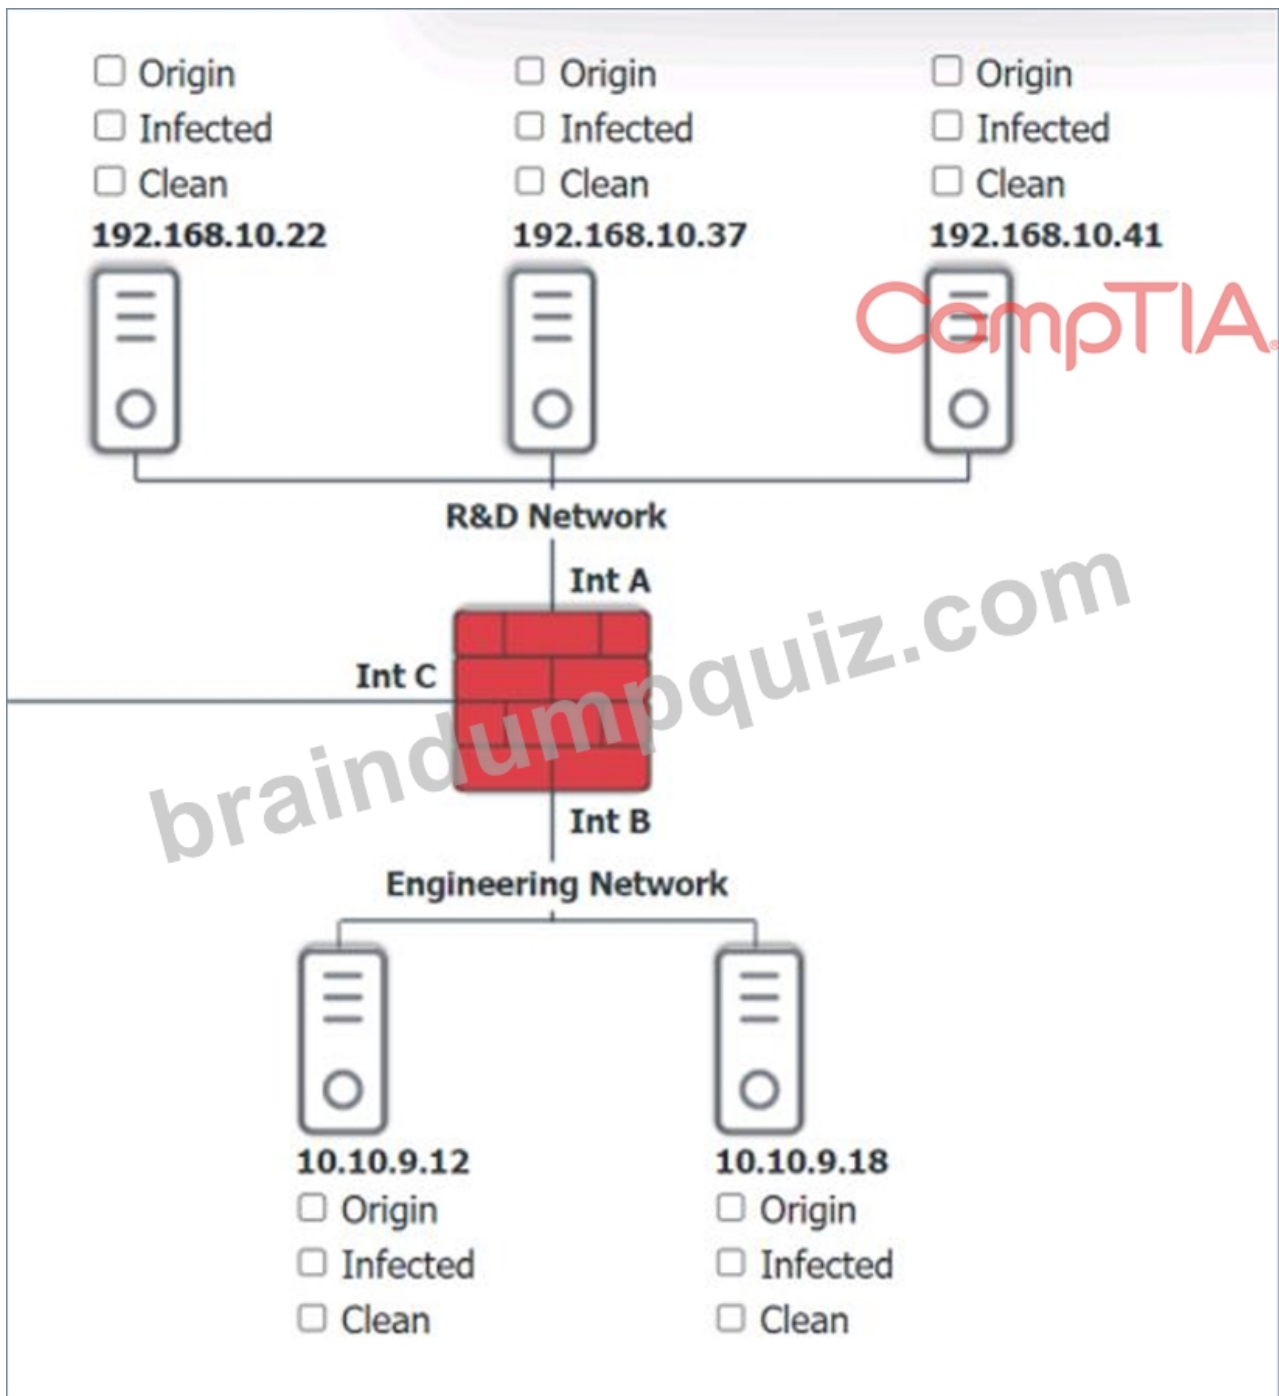 Origin Origin Origin
Infected Infected Infected
Clean Clean Clean
192.168.10.22 192.168.10.37 192.168.10.41
CompTIA®
R&D Network
Int A
Int C
braindumpquiz.com
Int B
Engineering Network
10.10.9.12 10.10.9.18
Origin Origin
Infected Infected
Clean Clean